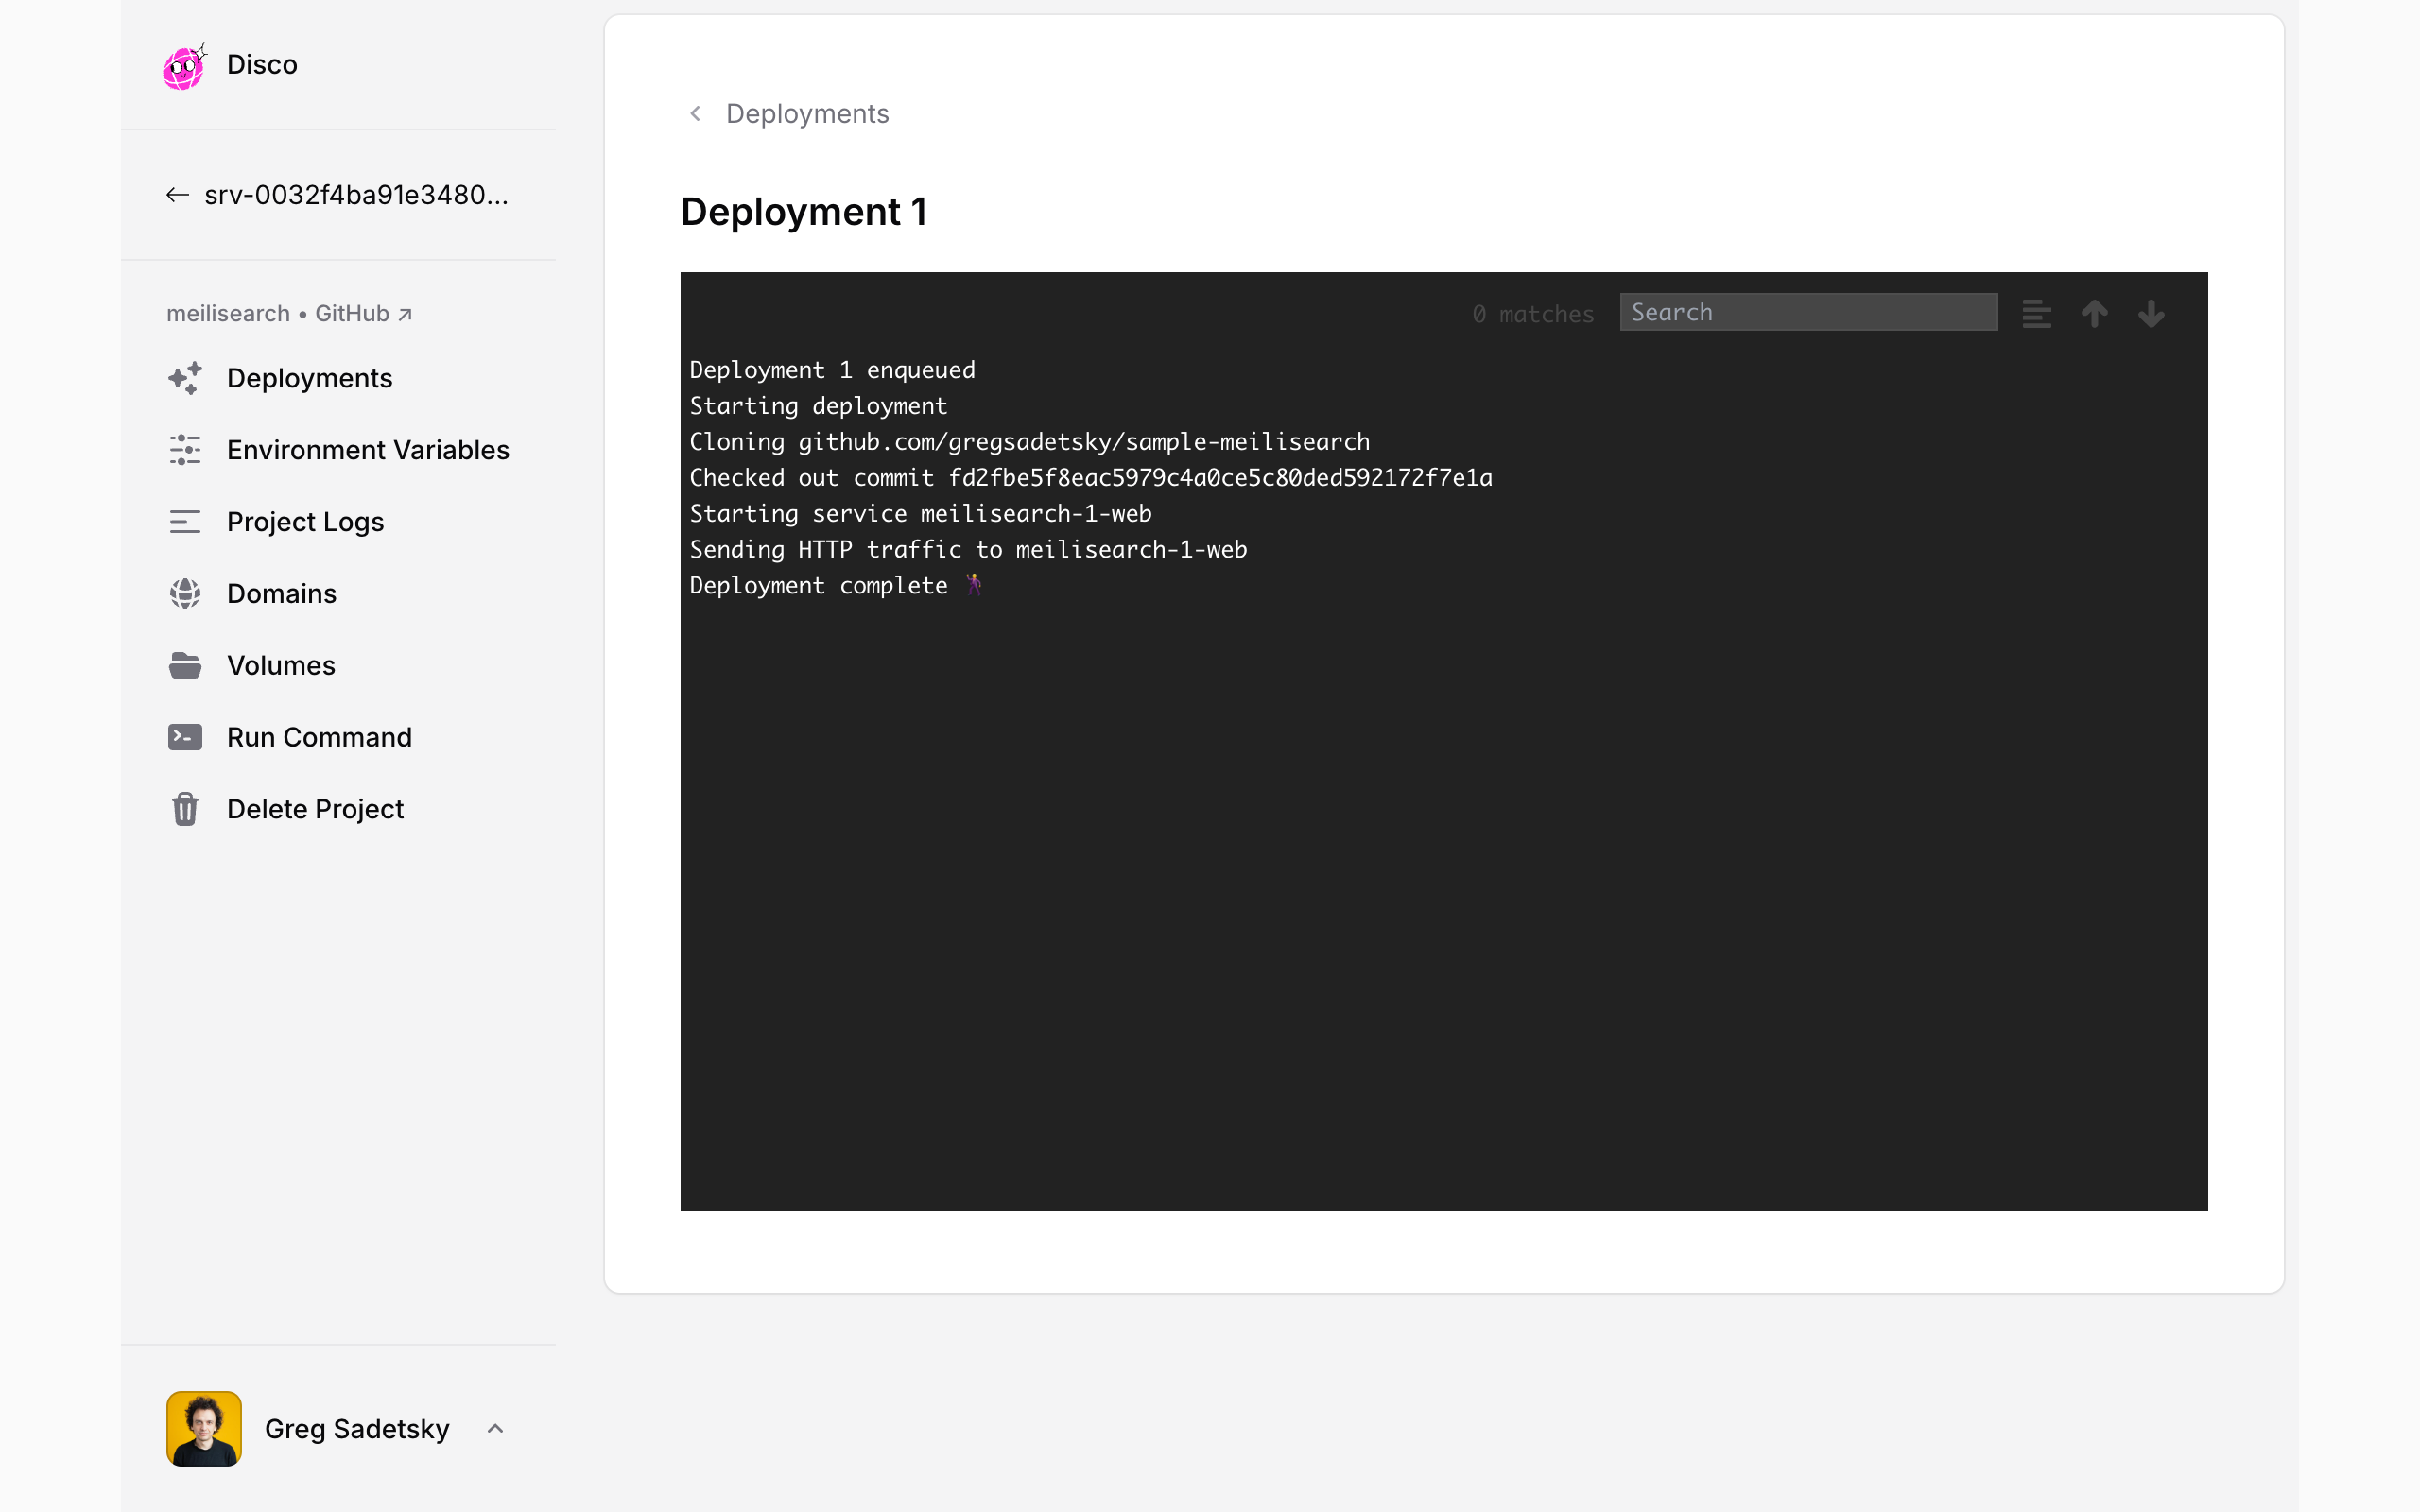 Disco
srv-0032f4ba91e3480...
meilisearch • GitHub ↗
Deployments
Environment Variables
Project Logs
Domains
Volumes
Run Command
Delete Project
Greg Sadetsky
Deployments
Deployment 1
0 matches
Search
Deployment 1 enqueued
Starting deployment
Cloning github.com/gregsadetsky/sample-meilisearch
Checked out commit fd2fbe5f8eac5979c4a0ce5c80ded592172f7e1a
Starting service meilisearch-1-web
Sending HTTP traffic to meilisearch-1-web
Deployment complete 🕺